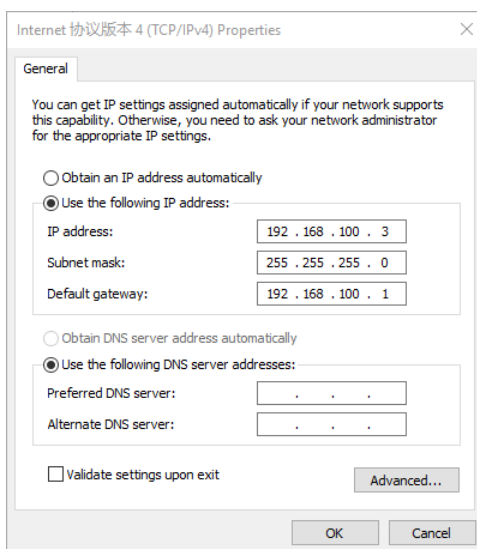 Internet 协议版本 4 (TCP/IPv4) Properties
General
You can get IP settings assigned automatically if your network supports
this capability. Otherwise, you need to ask your network administrator
for the appropriate IP settings.
Obtain an IP address automatically
Use the following IP address:
IP address: 192 . 168 . 100 . 3
Subnet mask: 255 . 255 . 255 . 0
Default gateway: 192 . 168 . 100 . 1
Obtain DNS server address automatically
Use the following DNS server addresses:
Preferred DNS server: . . .
Alternate DNS server: . . .
Validate settings upon exit
Advanced...
OK Cancel